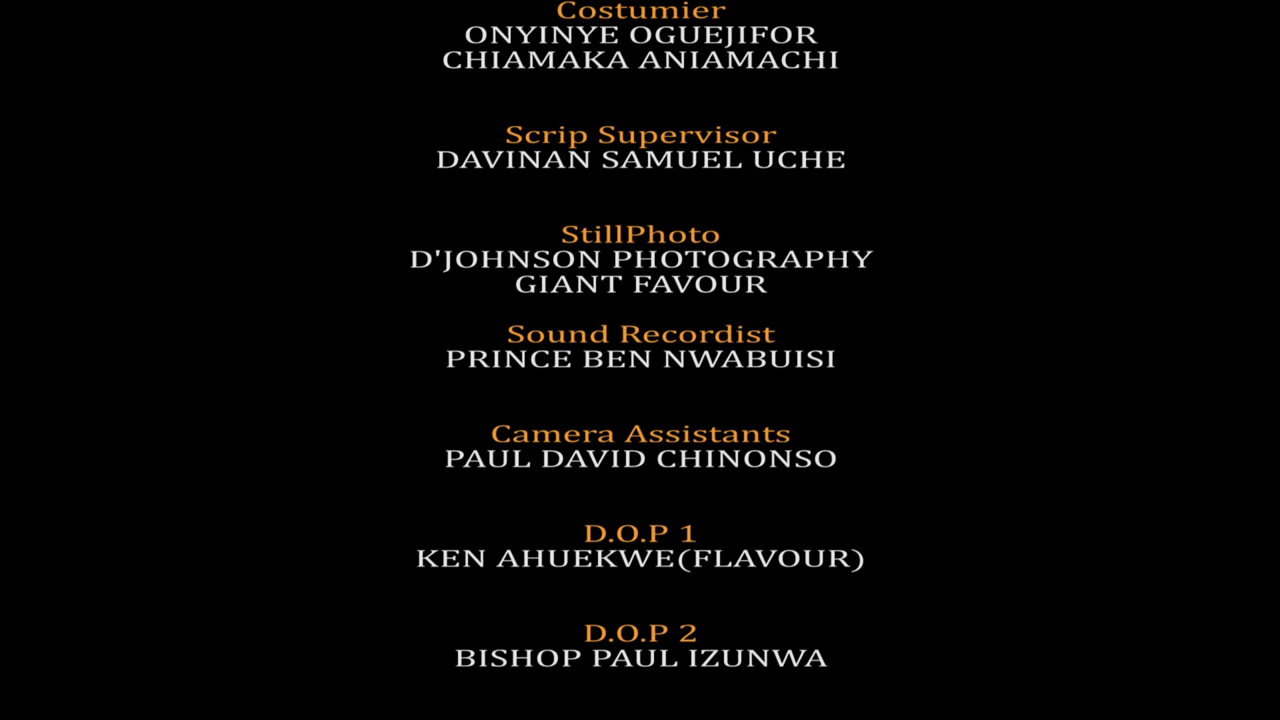 Costumier
ONYINYE OGUEJIFOR
CHIAMAKA ANIAMACHI
Scrip Supervisor
DAVINAN SAMUEL UCHE
StillPhoto
D'JOHNSON PHOTOGRAPHY
GIANT FAVOUR
Sound Recordist
PRINCE BEN NWABUISI
Camera Assistants
PAUL DAVID CHINONSO
D.O.P 1
KEN AHUEKWE(FLAVOUR)
D.O.P 2
BISHOP PAUL IZUNWA